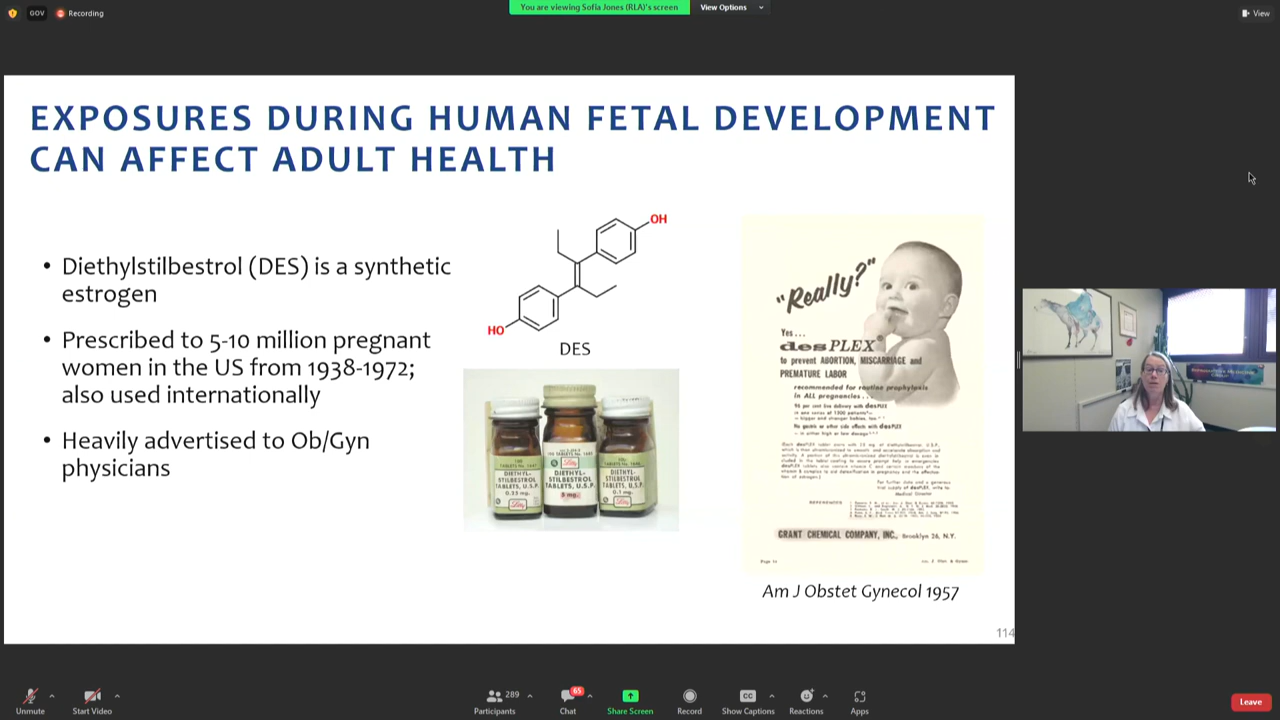 GOV
Recording
You are viewing Sofia Jones (RLA)'s screen
View Options
View
EXPOSURES DURING HUMAN FETAL DEVELOPMENT
CAN AFFECT ADULT HEALTH
• Diethylstilbestrol (DES) is a synthetic
estrogen
• Prescribed to 5-10 million pregnant
women in the US from 1938-1972;
also used internationally
• Heavily advertised to Ob/Gyn
physicians
OH
HO
DES
DIETHYL-
STILBESTROL
TABLETS, U.S.P.
0.25 mg.
Lilly
Lilly
DIETHYL-
STILBESTROL
TABLETS, U.S.P.
5 mg.
DIETHYL-
STILBESTROL
TABLETS, U.S.P.
0.1 mg.
Lilly
"Really?"
Yes...
desPLEX®
to prevent ABORTION, MISCARRIAGE and
PREMATURE LABOR
recommended for routine prophylaxis
in ALL pregnancies...
96 per cent live delivery with desPLEX
in one series of 1200 patients
— bigger and stronger babies, too.
No gastric or other side effects with desPLEX
— in either high or low dosage
For further data and a generous
trial supply of desPLEX, write to
Medical Director
REFERENCES
GRANT CHEMICAL COMPANY, INC., Brooklyn 26, N.Y.
Am J Obstet Gynecol 1957
114
Unmute
Start Video
289
Participants
65
Chat
Share Screen
Record
CC
Show Captions
Reactions
Apps
Leave